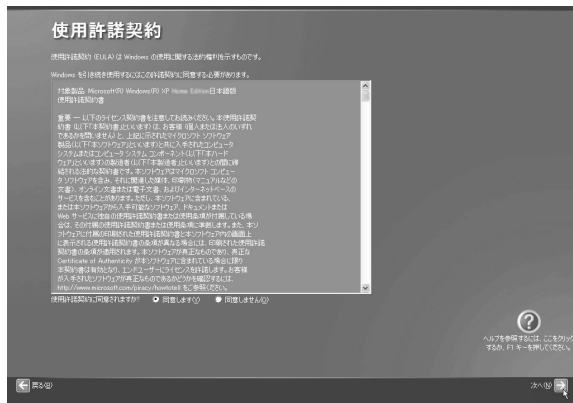 使用許諾契約
使用許諾契約 (EULA) は Windows の使用に関する法的権利を示すものです。
Windows を引き続き使用するにはこの許諾契約に同意する必要があります。
対象製品: Microsoft(R) Windows(R) XP Home Edition日本語版
使用許諾契約書
重要 — 以下のライセンス契約書を注意してお読みください。本使用許諾契
約書 (以下「本契約書」といいます) は、お客様 (個人または法人のいずれ
であるかを問いません) と、上記に示されたマイクロソフト ソフトウェア
製品 (以下「本ソフトウェア」といいます) と共に入手されたコンピュータ
システムまたはコンピュータ システム コンポーネント (以下「本ハード
ウェア」といいます) の製造者 (以下「本製造者」といいます) との間に締
結される法的な契約書です。本ソフトウェアはマイクロソフト コンピュー
タ ソフトウェアを含み、それに関連した媒体、印刷物 (マニュアルなどの
文書)、オンライン文書または電子文書、およびインターネットベースの
サービスを含むことがあります。ただし、本ソフトウェアに含まれている、
または本ソフトウェアから入手可能なソフトウェア、ドキュメントまたは
Web サービスに独自の使用許諾契約書または使用条項が付属している場
合は、その付属の使用許諾契約書または使用条項に準拠します。また、本ソ
フトウェアに付属の印刷された使用許諾契約書と本ソフトウェア内の画面上
に表示される使用許諾契約書の条項が異なる場合には、印刷された使用許諾
契約書の条項が適用されます。本ソフトウェアが真正なものであり、真正な
Certificate of Authenticity が本ソフトウェアに含まれている場合に限り
本契約書は有効となり、エンドユーザーにライセンスを許諾します。お客様
が入手されたソフトウェアが真正なものであるかどうかを確認するには、
http://www.microsoft.com/piracy/howtotell をご参照ください。
使用許諾契約に同意されますか? 同意します(Y) 同意しません(O)
ヘルプを参照するには、ここをクリック
するか、F1 キーを押してください。
戻る(B)
次へ(N)